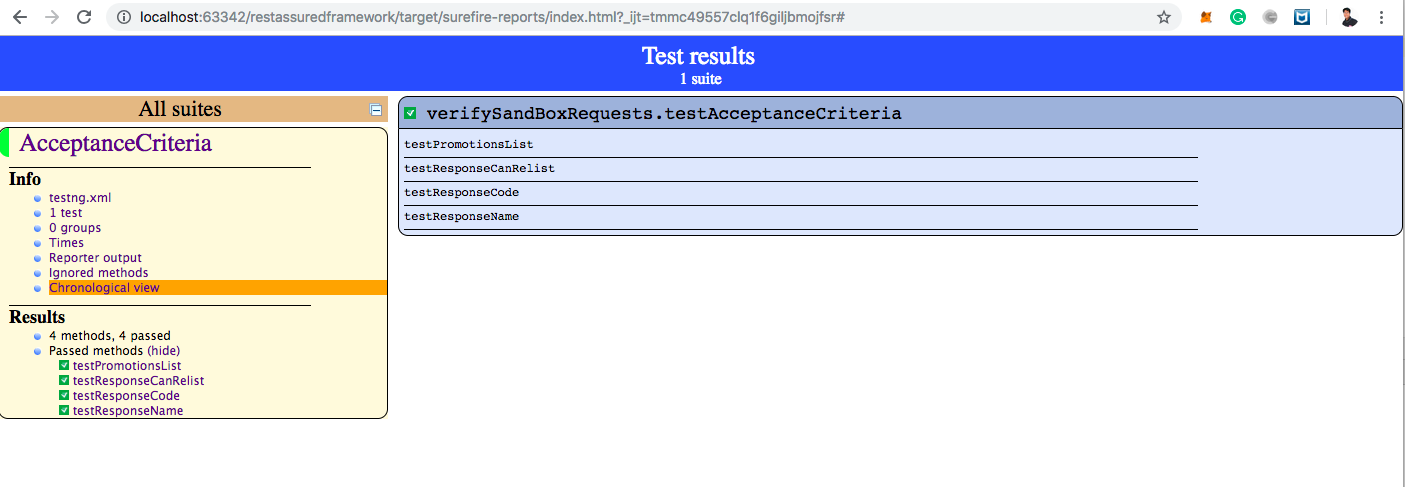 localhost:63342/restassuredframework/target/surefire-reports/index.html?_ijt=tmmc49557clq1f6giljbmojfsr#
Test results
1 suite
All suites
AcceptanceCriteria
Info
testng.xml
1 test
0 groups
Times
Reporter output
Ignored methods
Chronological view
Results
4 methods, 4 passed
Passed methods (hide)
testPromotionsList
testResponseCanRelist
testResponseCode
testResponseName
verifySandBoxRequests.testAcceptanceCriteria
testPromotionsList
testResponseCanRelist
testResponseCode
testResponseName